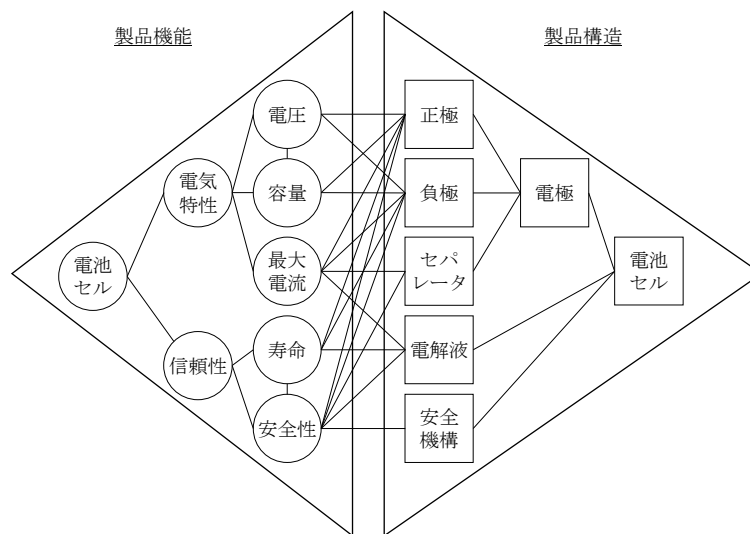 製品機能
製品構造
電圧
正極
電気
特性
容量
負極
電極
電池
セル
最大
電流
セパ
レータ
電池
セル
信頼性
寿命
電解液
安全性
安全
機構